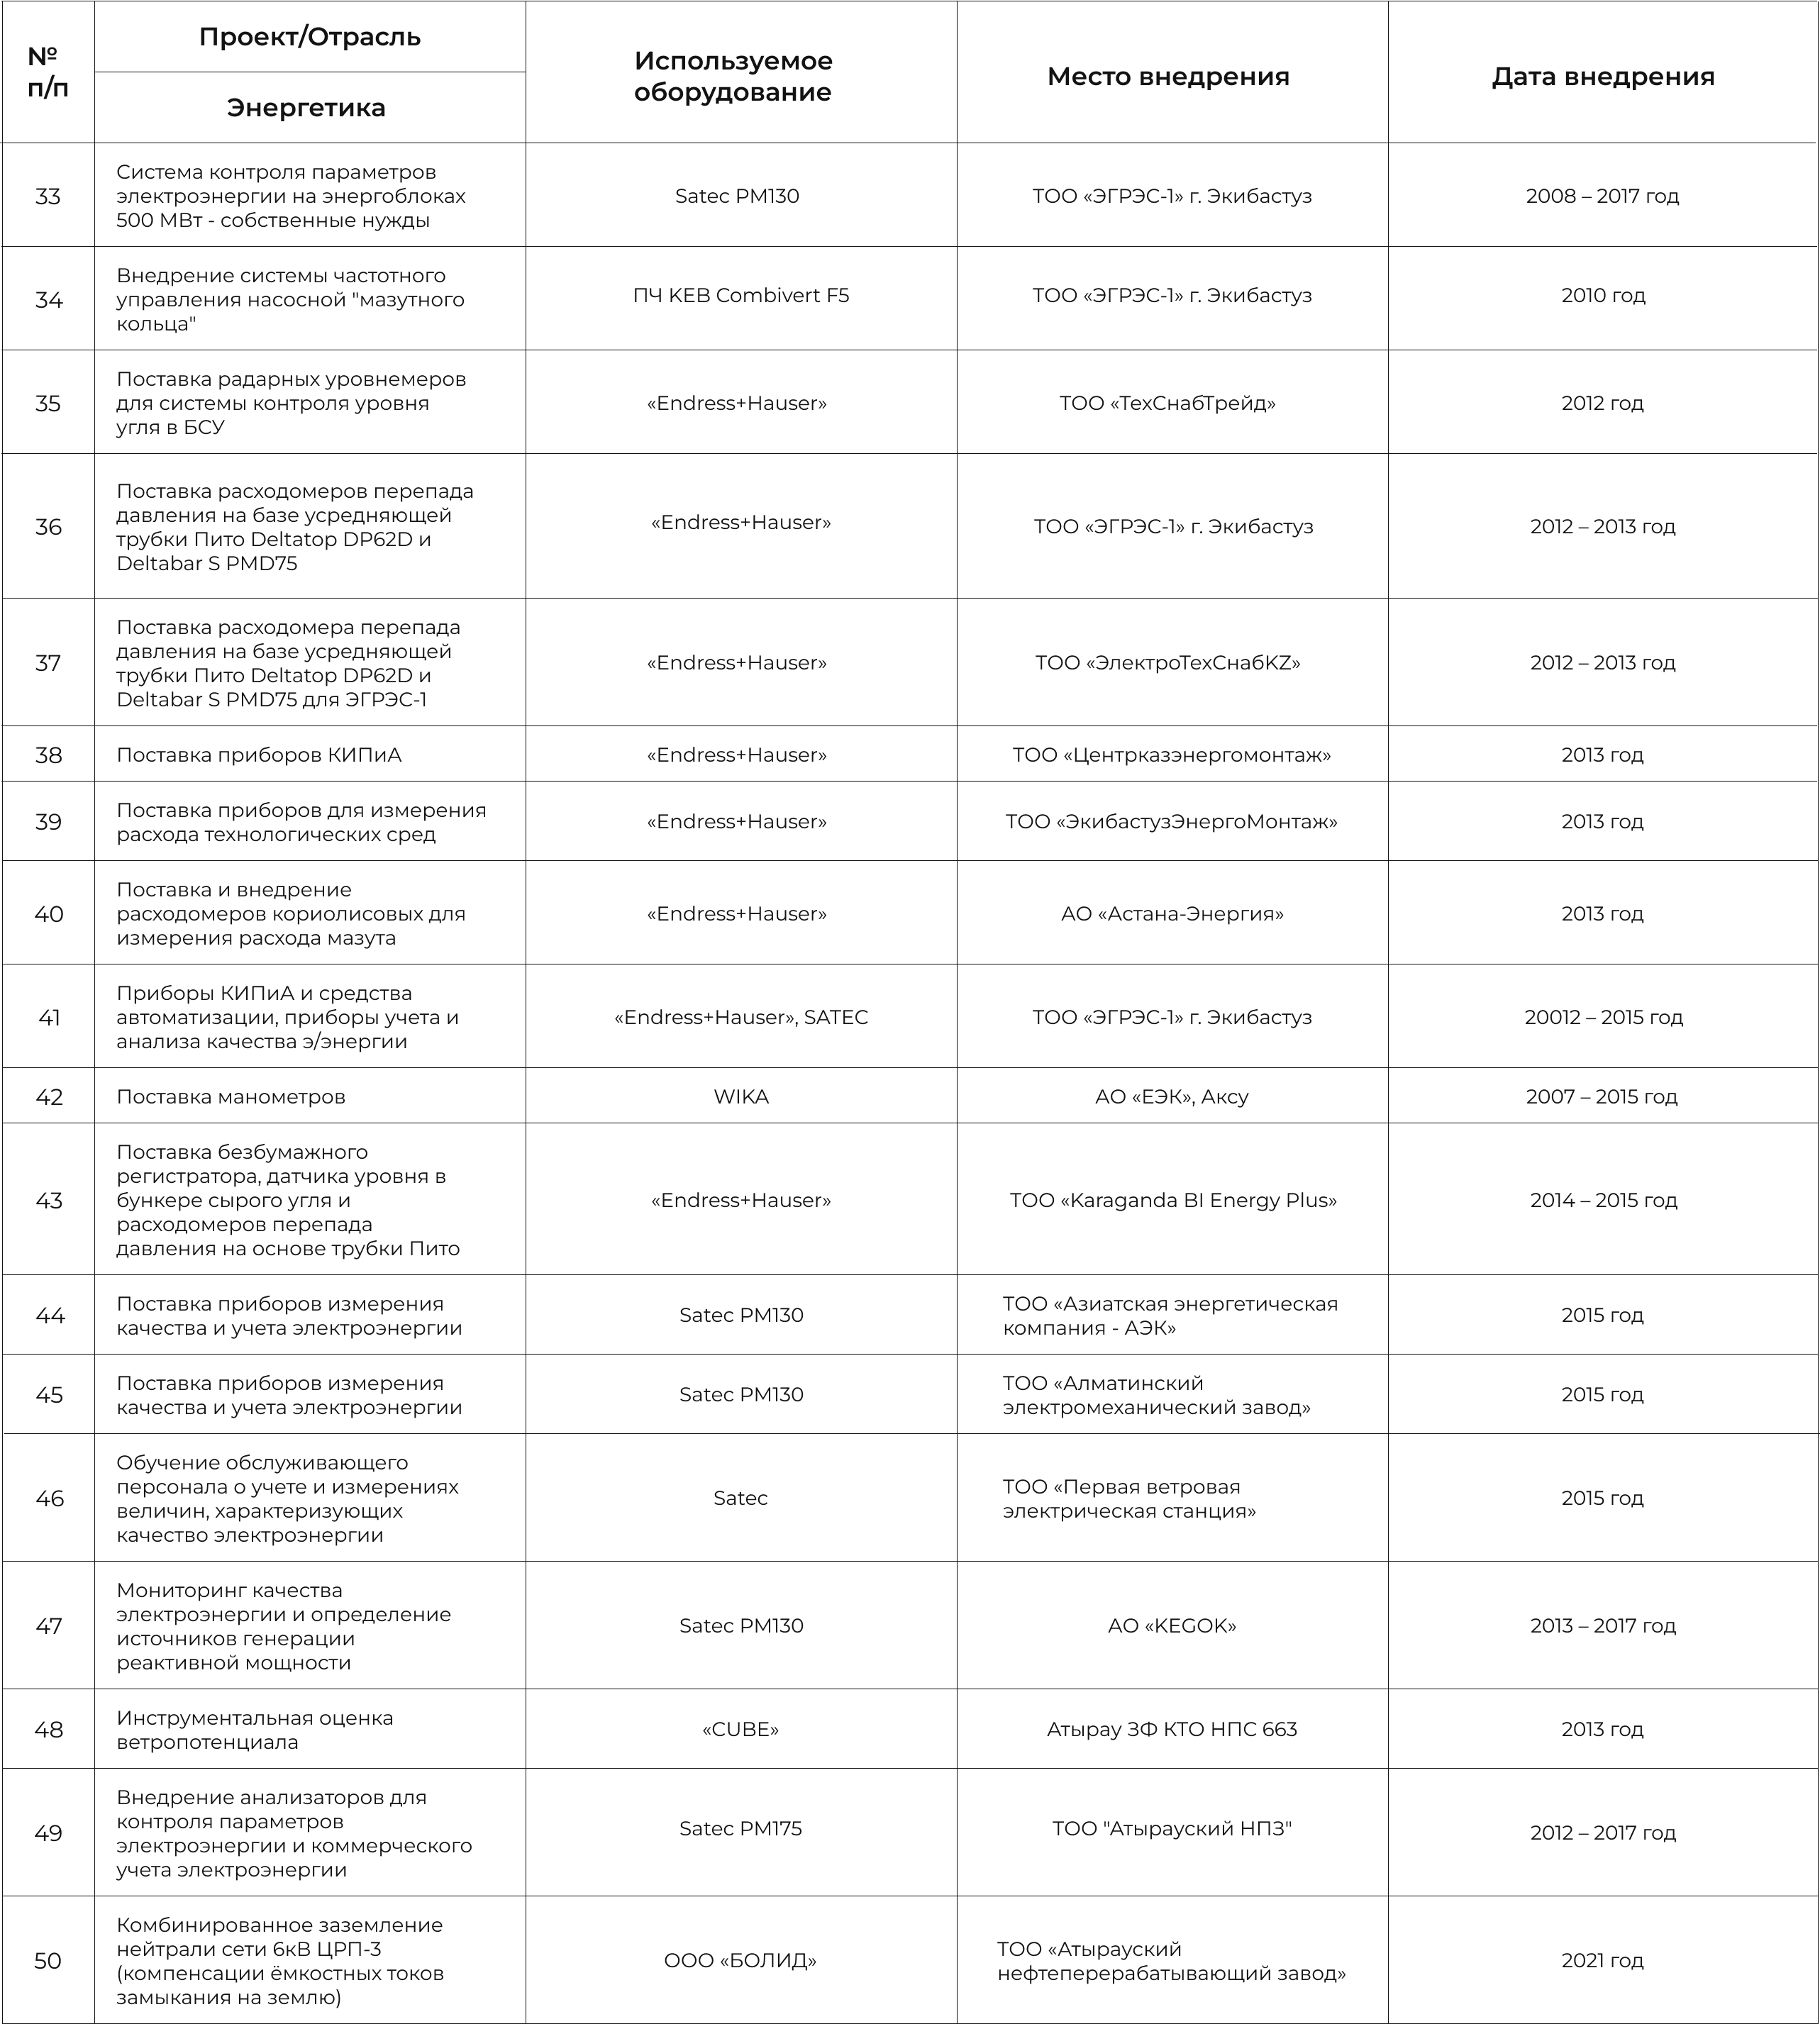 №
п/п
Проект/Отрасль
Энергетика
Используемое
оборудование
Место внедрения
Дата внедрения
33
Система контроля параметров
электроэнергии на энергоблоках
500 МВт - собственные нужды
Satec PM130
ТОО «ЭГРЭС-1» г. Экибастуз
2008 – 2017 год
34
Внедрение системы частотного
управления насосной "мазутного
кольца"
ПЧ KEB Combivert F5
ТОО «ЭГРЭС-1» г. Экибастуз
2010 год
35
Поставка радарных уровнемеров
для системы контроля уровня
угля в БСУ
«Endress+Hauser»
ТОО «ТехСнабТрейд»
2012 год
36
Поставка расходомеров перепада
давления на базе усредняющей
трубки Пито Deltatop DP62D и
Deltabar S PMD75
«Endress+Hauser»
ТОО «ЭГРЭС-1» г. Экибастуз
2012 – 2013 год
37
Поставка расходомера перепада
давления на базе усредняющей
трубки Пито Deltatop DP62D и
Deltabar S PMD75 для ЭГРЭС-1
«Endress+Hauser»
ТОО «ЭлектроТехСнабKZ»
2012 – 2013 год
38
Поставка приборов КИПиА
«Endress+Hauser»
ТОО «Центрказэнергомонтаж»
2013 год
39
Поставка приборов для измерения
расхода технологических сред
«Endress+Hauser»
ТОО «ЭкибастузЭнергоМонтаж»
2013 год
40
Поставка и внедрение
расходомеров кориолисовых для
измерения расхода мазута
«Endress+Hauser»
АО «Астана-Энергия»
2013 год
41
Приборы КИПиА и средства
автоматизации, приборы учета и
анализа качества э/энергии
«Endress+Hauser», SATEC
ТОО «ЭГРЭС-1» г. Экибастуз
20012 – 2015 год
42
Поставка манометров
WIKA
АО «ЕЭК», Аксу
2007 – 2015 год
43
Поставка безбумажного
регистратора, датчика уровня в
бункере сырого угля и
расходомеров перепада
давления на основе трубки Пито
«Endress+Hauser»
ТОО «Karaganda BI Energy Plus»
2014 – 2015 год
44
Поставка приборов измерения
качества и учета электроэнергии
Satec PM130
ТОО «Азиатская энергетическая
компания - АЭК»
2015 год
45
Поставка приборов измерения
качества и учета электроэнергии
Satec PM130
ТОО «Алматинский
электромеханический завод»
2015 год
46
Обучение обслуживающего
персонала о учете и измерениях
величин, характеризующих
качество электроэнергии
Satec
ТОО «Первая ветровая
электрическая станция»
2015 год
47
Мониторинг качества
электроэнергии и определение
источников генерации
реактивной мощности
Satec PM130
АО «KEGOK»
2013 – 2017 год
48
Инструментальная оценка
ветропотенциала
«CUBE»
Атырау ЗФ КТО НПС 663
2013 год
49
Внедрение анализаторов для
контроля параметров
электроэнергии и коммерческого
учета электроэнергии
Satec PM175
ТОО "Атырауский НПЗ"
2012 – 2017 год
50
Комбинированное заземление
нейтрали сети 6кВ ЦРП-3
(компенсации ёмкостных токов
замыкания на землю)
ООО «БОЛИД»
ТОО «Атырауский
нефтеперерабатывающий завод»
2021 год